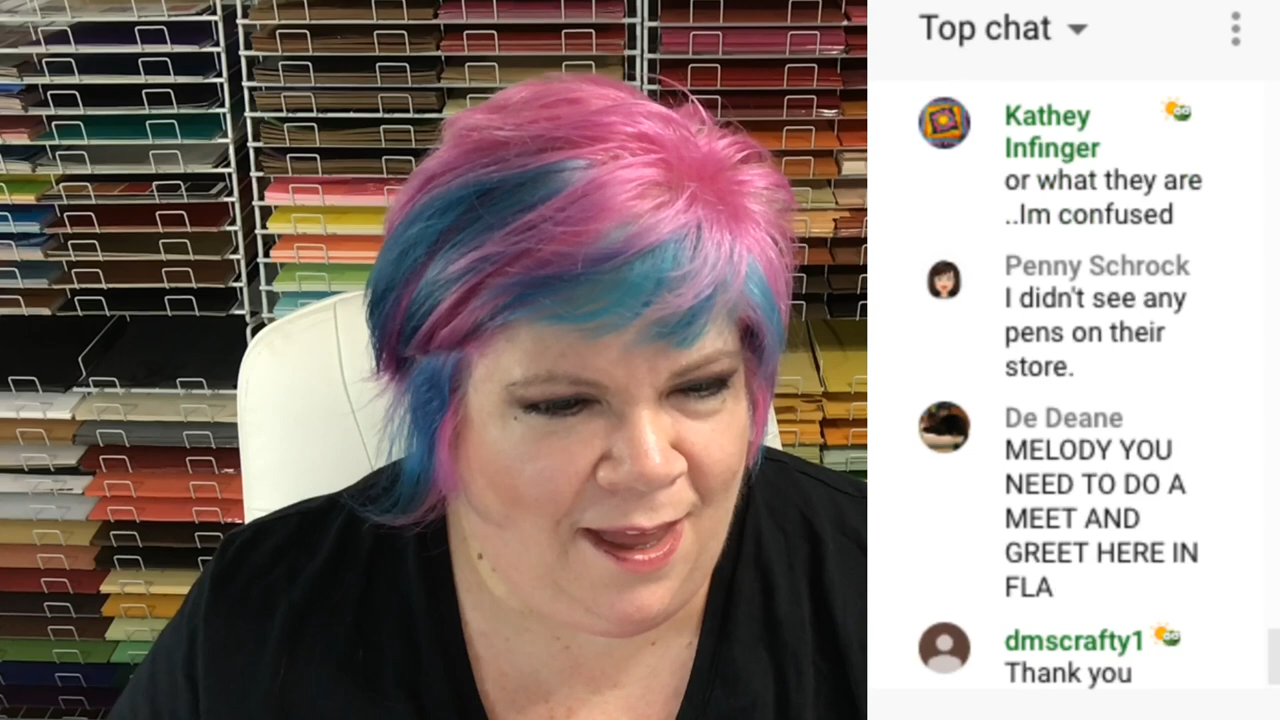 Top chat
Kathey
Infinger
or what they are
..Im confused
Penny Schrock
I didn't see any
pens on their
store.
De Deane
MELODY YOU
NEED TO DO A
MEET AND
GREET HERE IN
FLA
dmscrafty1
Thank you